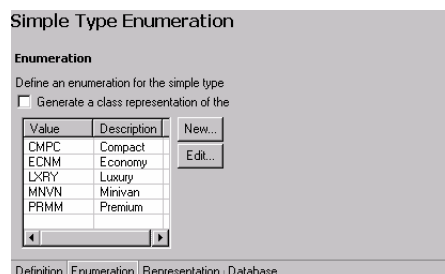 Simple Type Enumeration
Enumeration
Define an enumeration for the simple type
Generate a class representation of the
Value Description New...
CMPC Compact
ECNM Economy Edit...
LXRY Luxury
MNVN Minivan
PRMM Premium
Definition Enumeration Representation Database